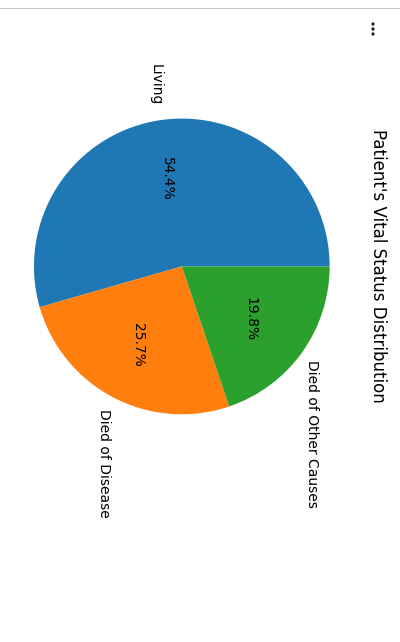 Patient's Vital Status Distribution
Living
54.4%
19.8%
Died of Other Causes
25.7%
Died of Disease